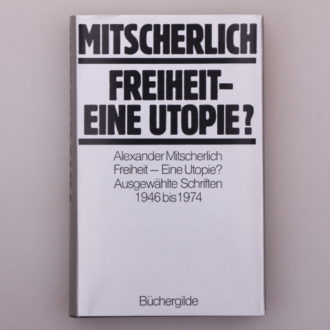 MITSCHERLICH
FREIHEIT–
EINE UTOPIE?
Alexander Mitscherlich
Freiheit – Eine Utopie?
Ausgewählte Schriften
1946 bis 1974
Büchergilde